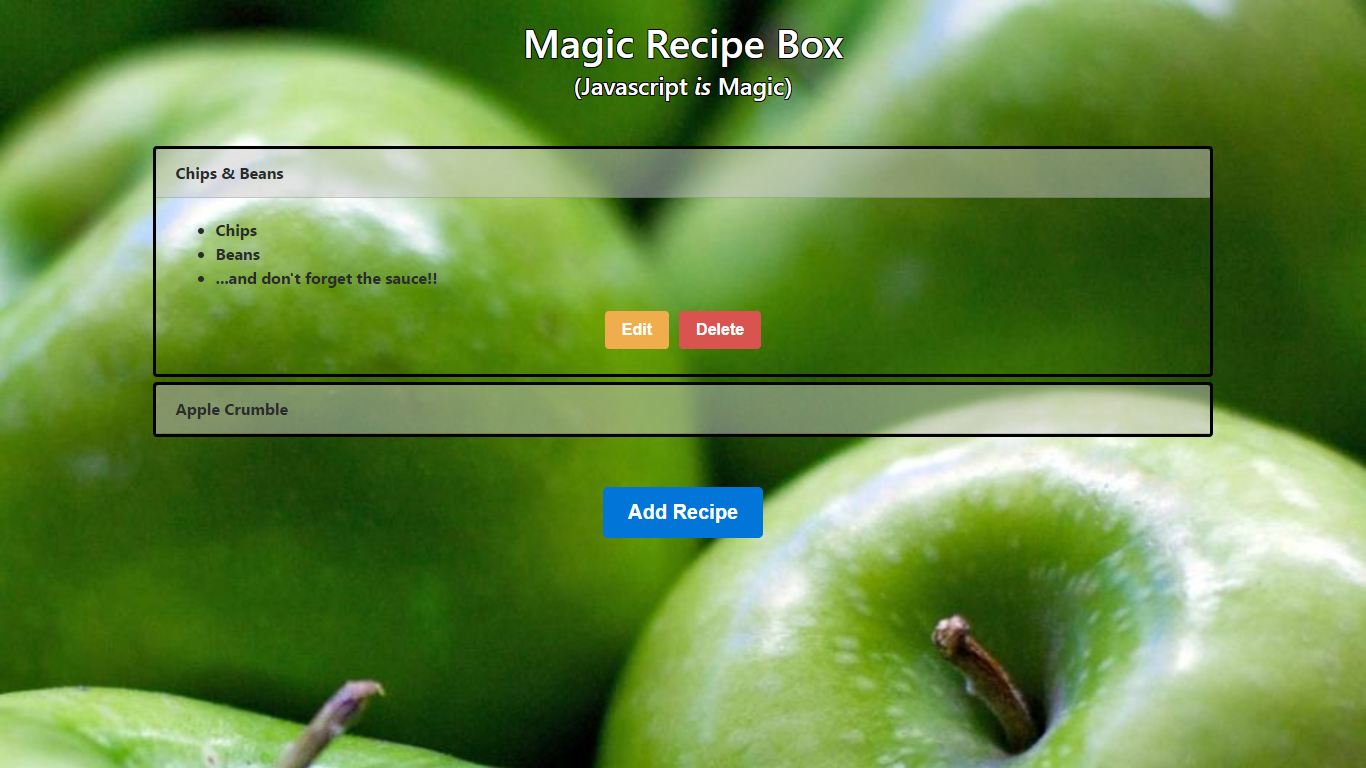 Magic Recipe Box
(Javascript is Magic)
Chips & Beans
Chips
Beans
...and don't forget the sauce!!
Edit Delete
Apple Crumble
Add Recipe